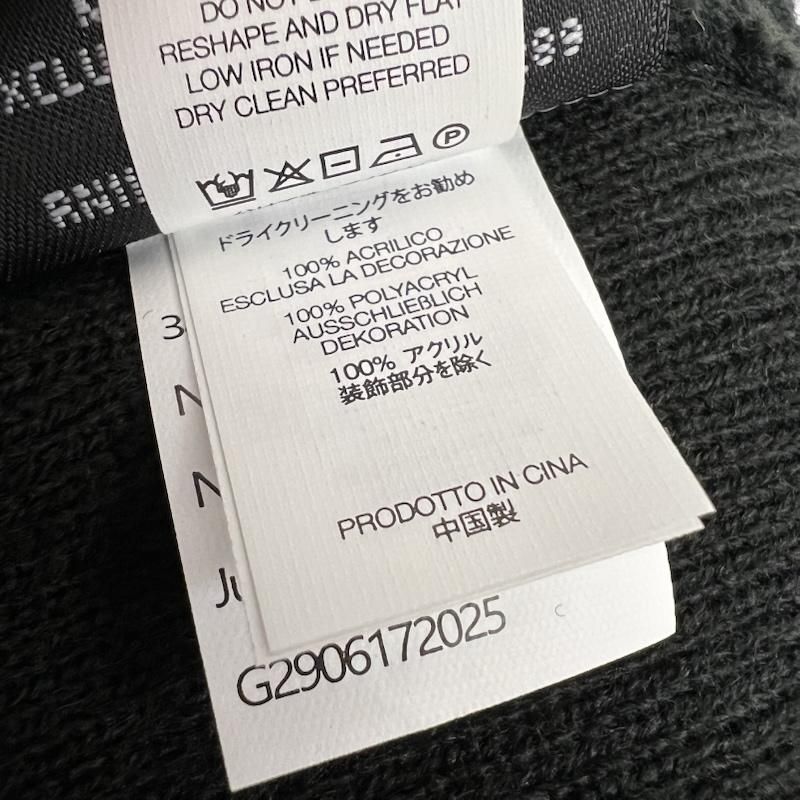 DO NOT
RESHAPE AND DRY FLAT
LOW IRON IF NEEDED
DRY CLEAN PREFERRED
P
ドライクリーニングをお勧め
します
100% ACRILICO
ESCLUSA LA DECORAZIONE
100% POLYACRYL
AUSSCHLIEßLICH
DEKORATION
100% アクリル
装飾部分を除く
PRODOTTO IN CINA
中国製
G2906172025